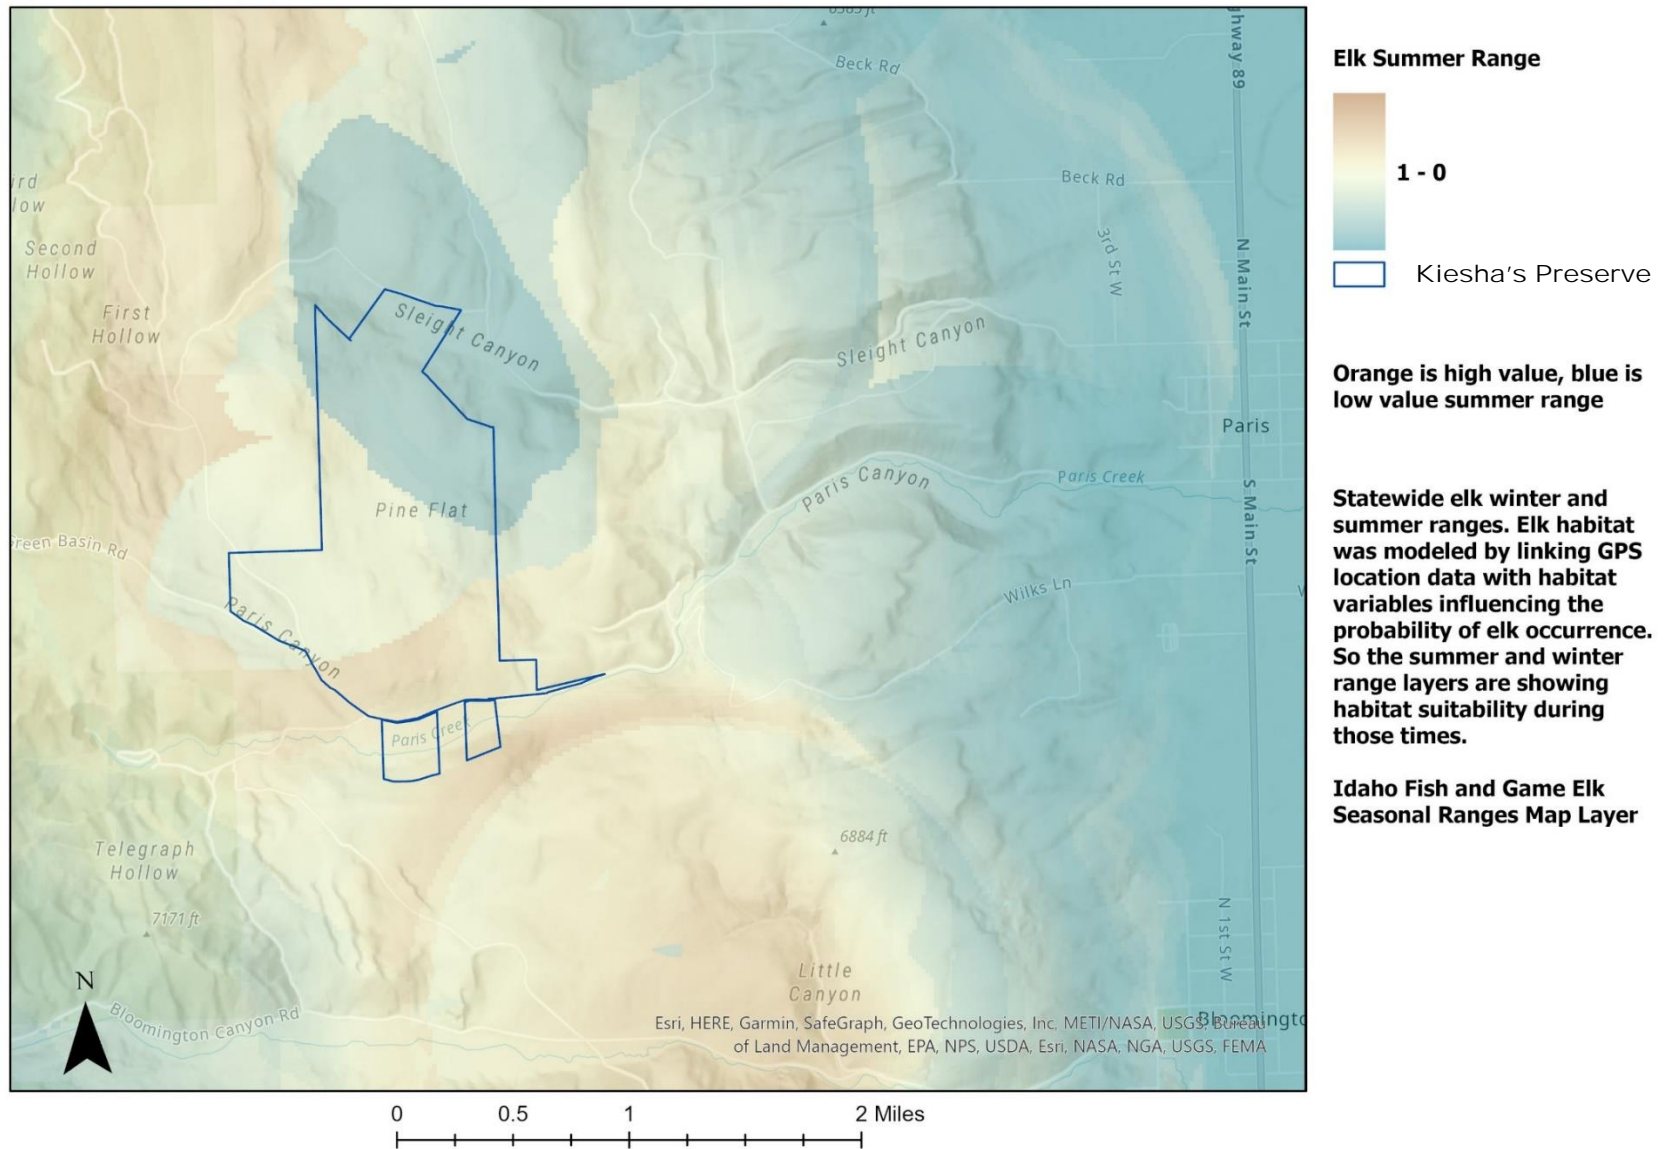 Elk Summer Range
1 - 0
Kiesha's Preserve
Orange is high value, blue is
low value summer range
Statewide elk winter and
summer ranges. Elk habitat
was modeled by linking GPS
location data with habitat
variables influencing the
probability of elk occurrence.
So the summer and winter
range layers are showing
habitat suitability during
those times.
Idaho Fish and Game Elk
Seasonal Ranges Map Layer
Beck Rd
Beck Rd
3rd St W
N Main St
S Main St
Second
Hollow
First
Hollow
Sleight Canyon
Sleight Canyon
Paris
Paris Canyon
Paris Creek
Pine Flat
Wilks Ln
Paris Canyon
Paris Creek
6884 ft
Telegraph
Hollow
7171 ft
N
Bloomington Canyon Rd
Little
Canyon
N 1st St W
Esri, HERE, Garmin, SafeGraph, GeoTechnologies, Inc, METI/NASA, USGS, Bureau
of Land Management, EPA, NPS, USDA, Esri, NASA, NGA, USGS, FEMA
0 0.5 1 2 Miles